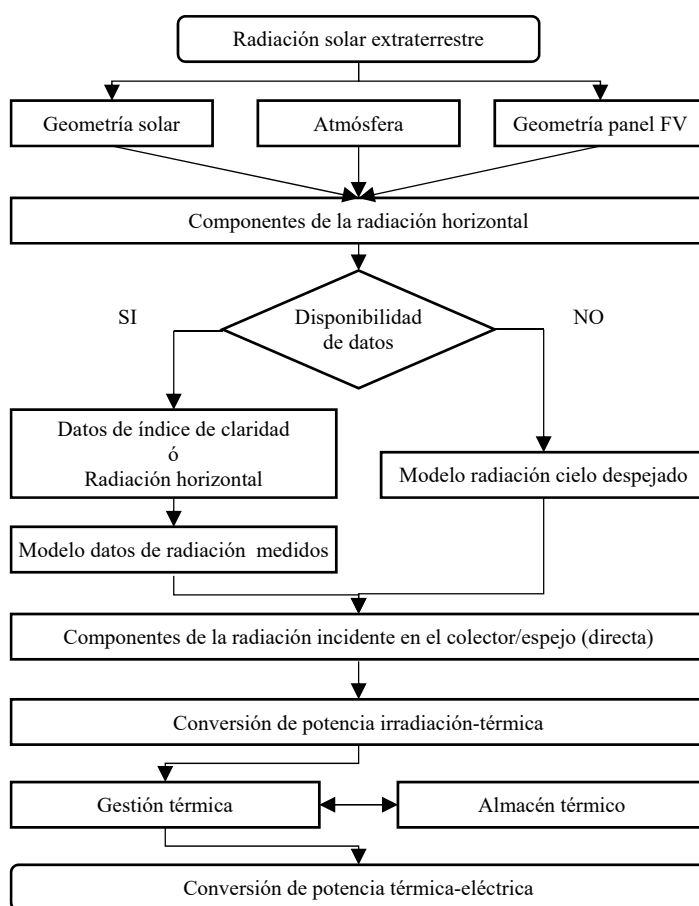 Radiación solar extraterrestre
Geometría solar
Atmósfera
Geometría panel FV
Componentes de la radiación horizontal
SI
Disponibilidad
de datos
NO
Datos de índice de claridad
ó
Radiación horizontal
Modelo radiación cielo despejado
Modelo datos de radiación medidos
Componentes de la radiación incidente en el colector/espejo (directa)
Conversión de potencia irradiación-térmica
Gestión térmica
Almacén térmico
Conversión de potencia térmica-eléctrica